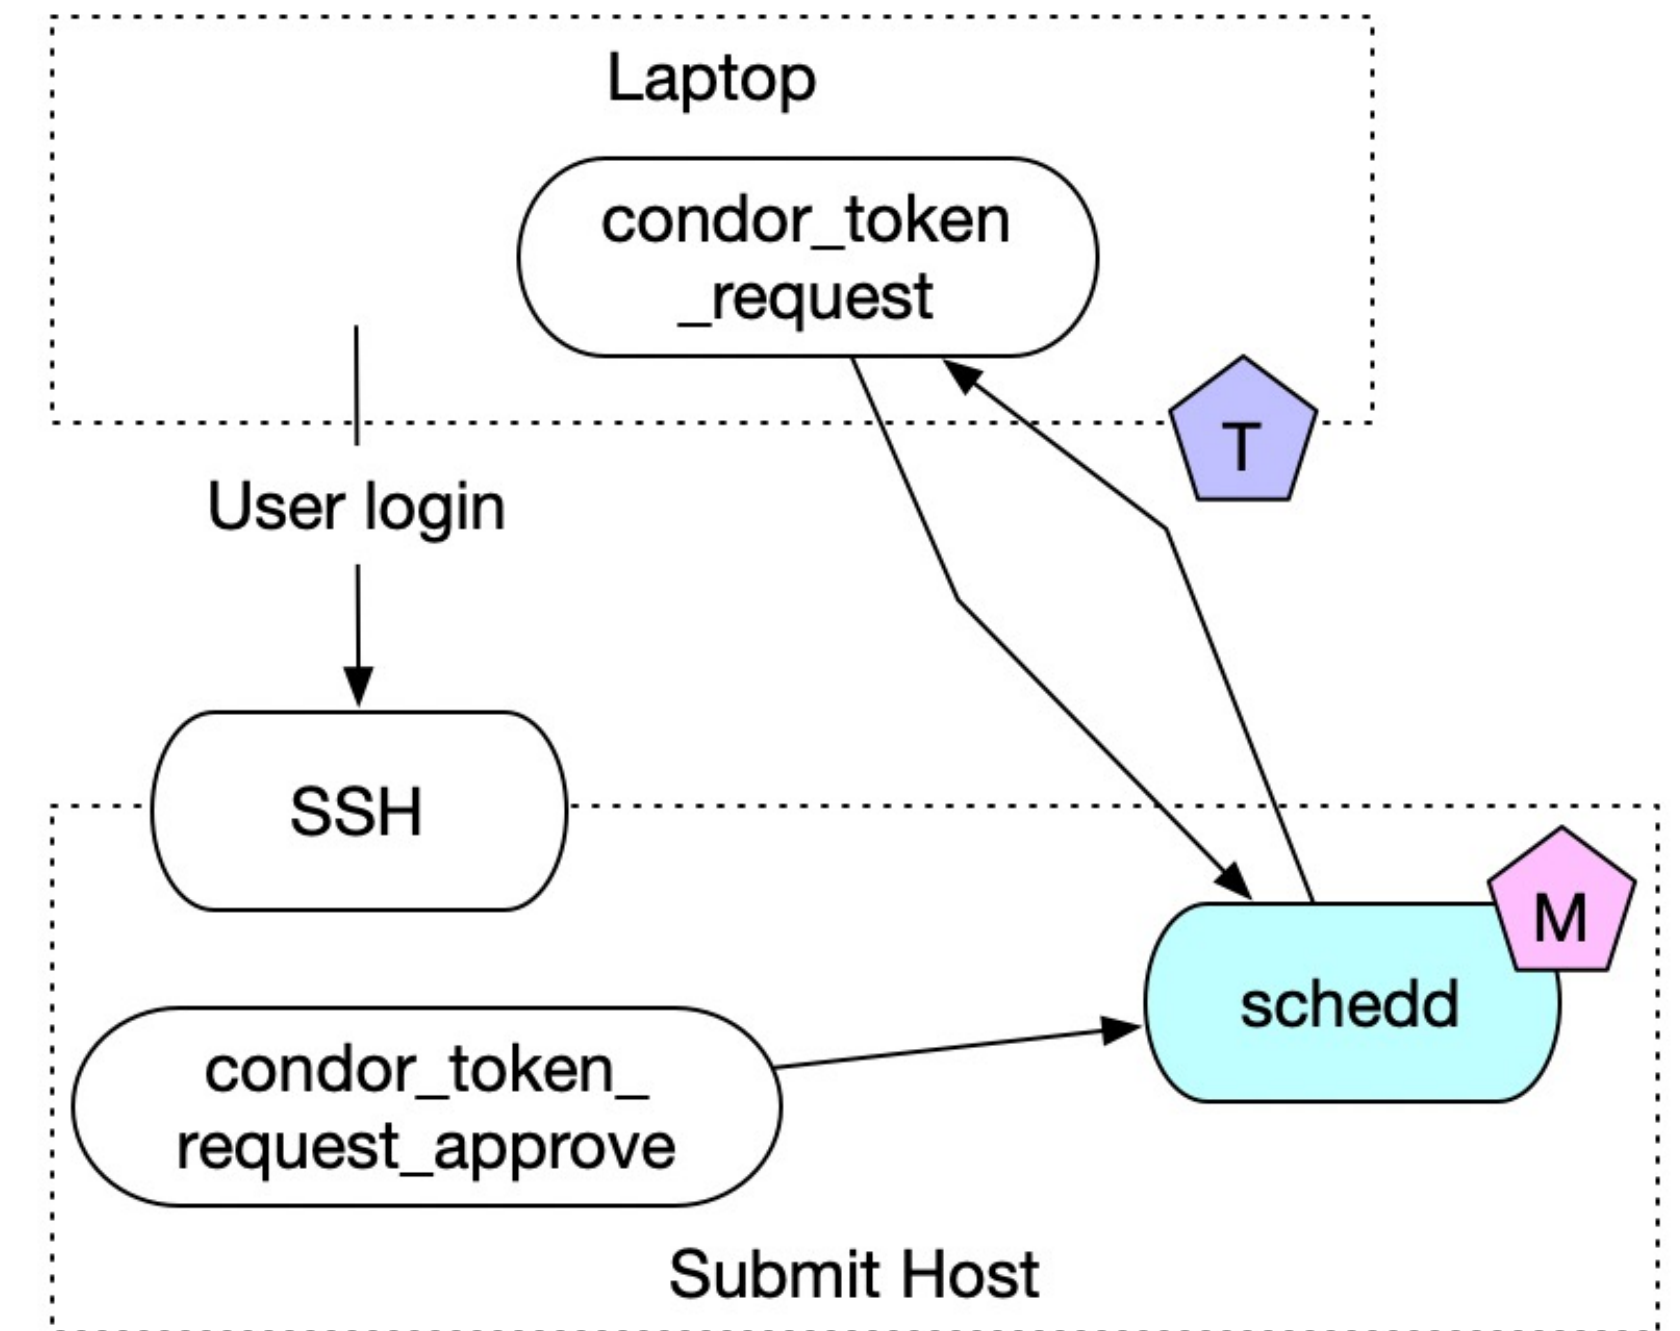 Laptop
condor_token
_request
T
User login
SSH
M
schedd
condor_token_
request_approve
Submit Host